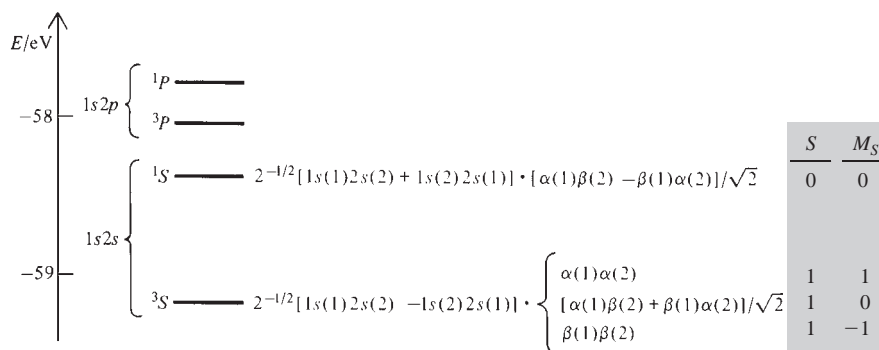 E/eV
1s2p
¹P
−58
³P
S M_S
¹S 2^{−1/2}[1s(1)2s(2) + 1s(2)2s(1)] · [α(1)β(2) − β(1)α(2)]/√2 0 0
1s2s
−59
α(1)α(2) 1 1
³S 2^{−1/2}[1s(1)2s(2) − 1s(2)2s(1)] · [α(1)β(2) + β(1)α(2)]/√2 1 0
β(1)β(2) 1 −1